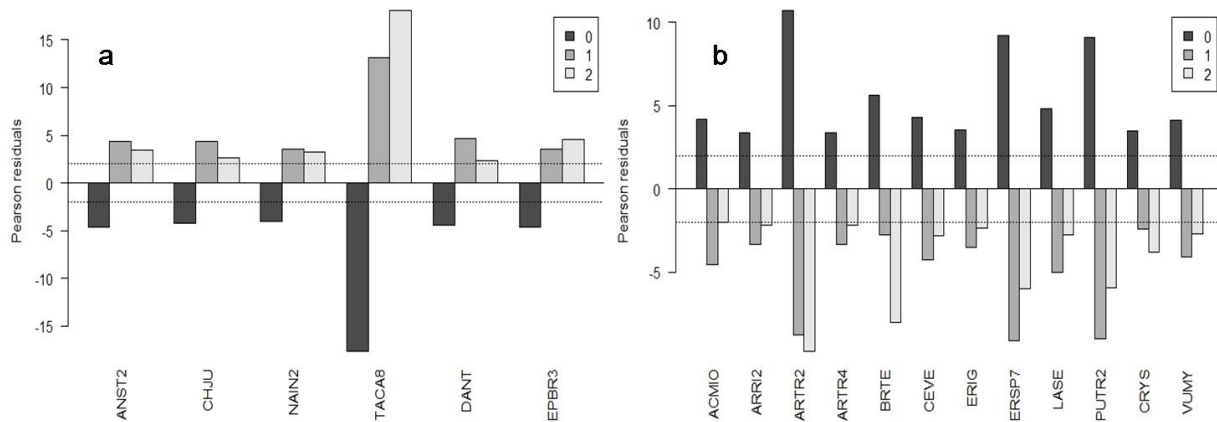 a
Pearson residuals
15
10
5
0
-5
-10
-15
0
1
2
ANST2
CHJU
NAIN2
TACA8
DANT
EPBR3
b
Pearson residuals
10
5
0
-5
0
1
2
ACMIO
ARRI2
ARTR2
ARTR4
BRTE
CEVE
ERIG
ERSP7
LASE
PUTR2
CRYS
VUMY